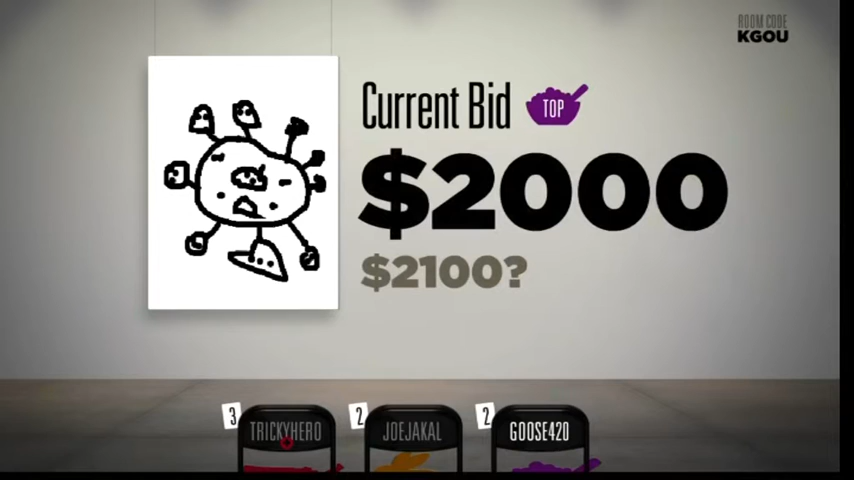 ROOM CODE
KGOU
Current Bid
TOP
$2000
$2100?
3 2 2
TRICKYHERO JOEJAKAL GOOSE420